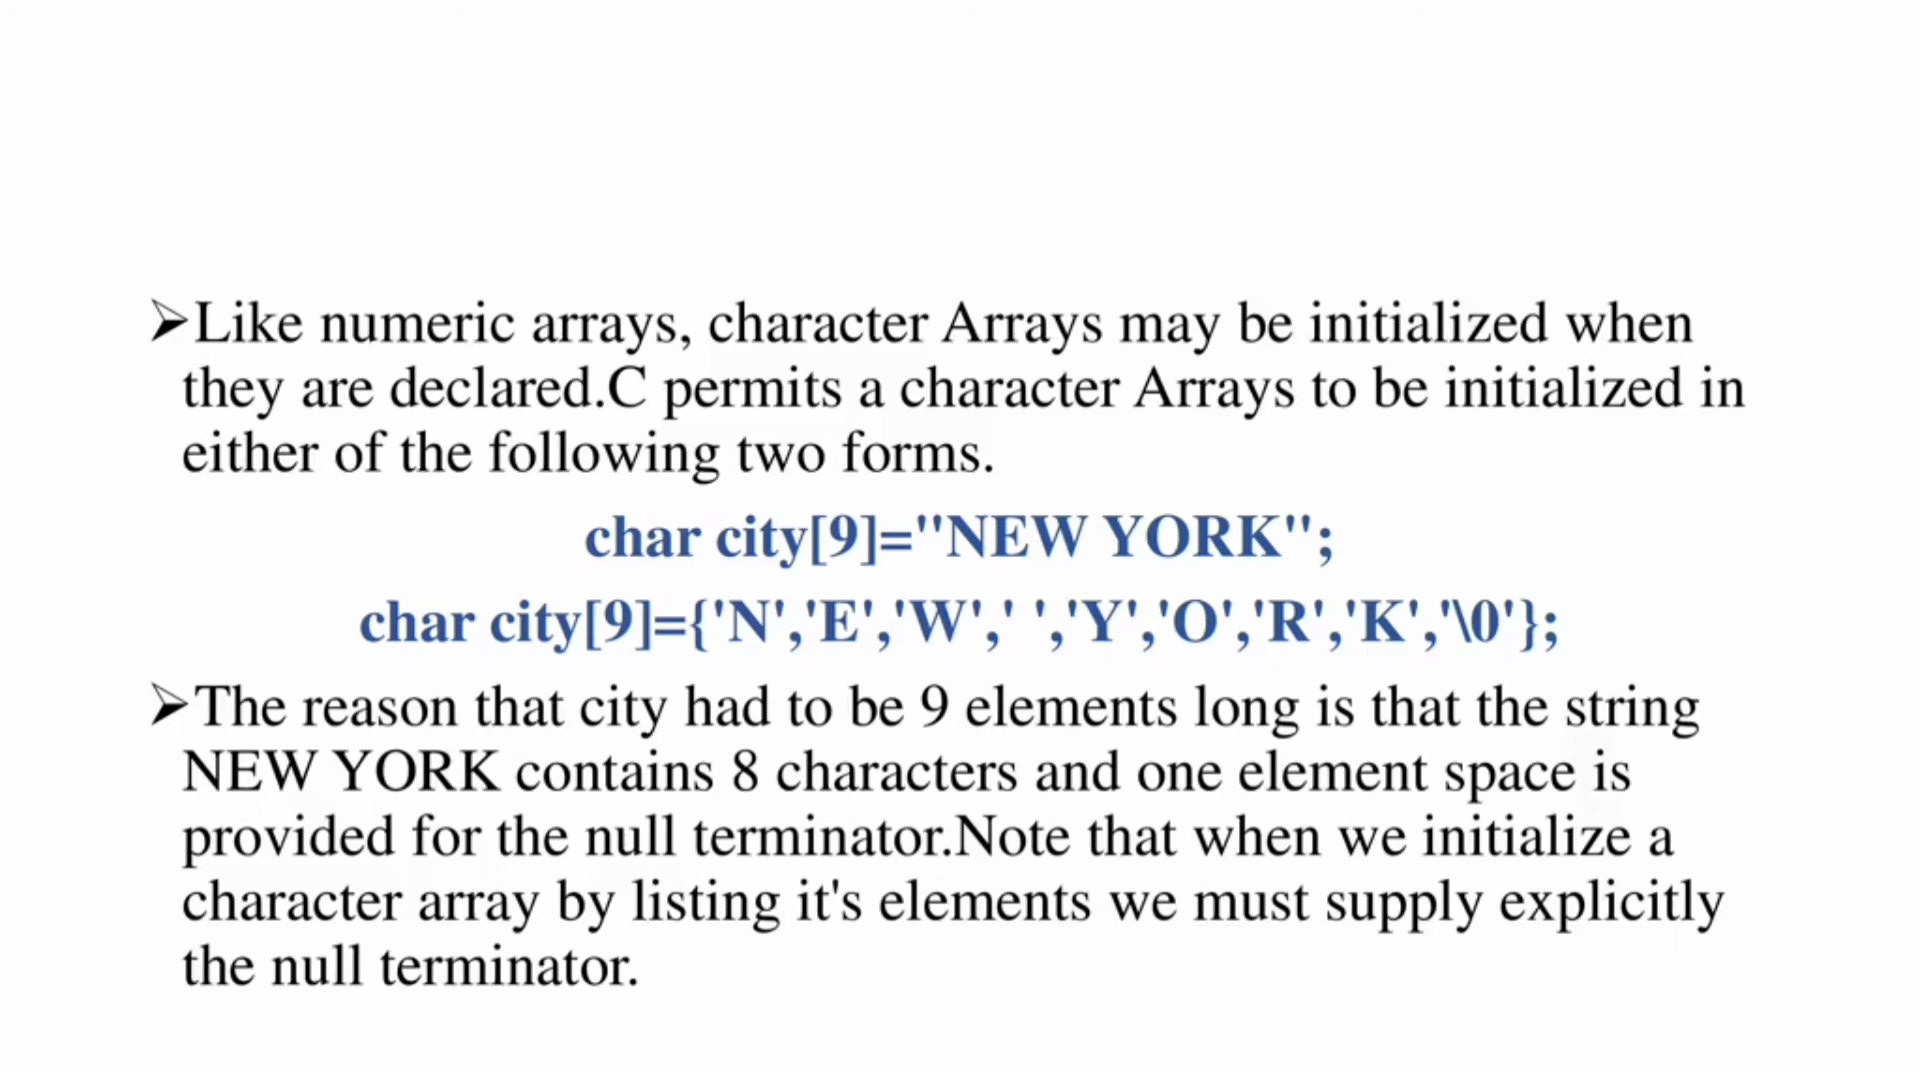 ➢Like numeric arrays, character Arrays may be initialized when
they are declared.C permits a character Arrays to be initialized in
either of the following two forms.
char city[9]="NEW YORK";
char city[9]={'N','E','W',' ','Y','O','R','K','\0'};
➢The reason that city had to be 9 elements long is that the string
NEW YORK contains 8 characters and one element space is
provided for the null terminator.Note that when we initialize a
character array by listing it's elements we must supply explicitly
the null terminator.